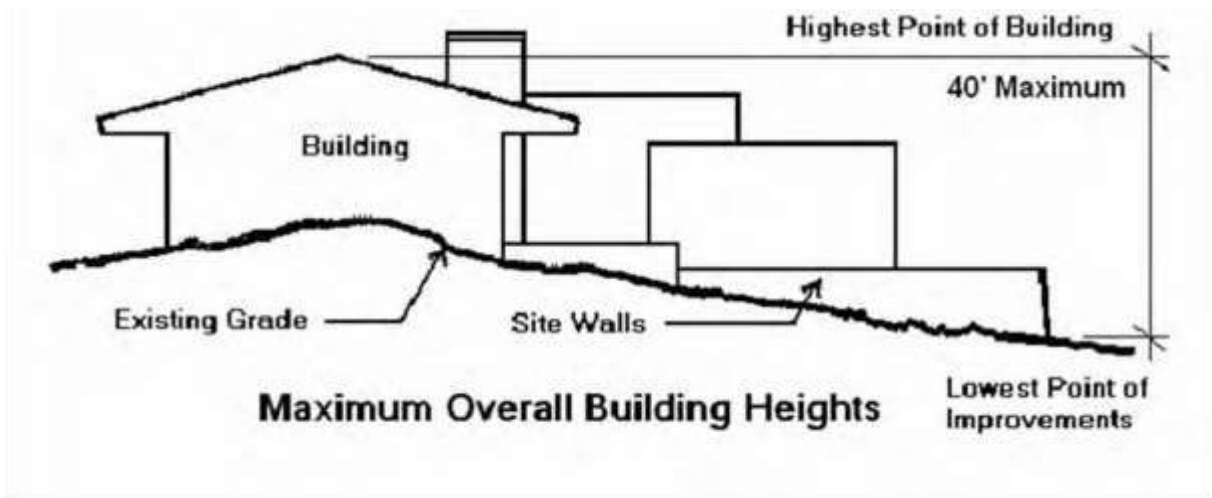 Highest Point of Building
40' Maximum
Building
Existing Grade
Site Walls
Lowest Point of
Improvements
Maximum Overall Building Heights